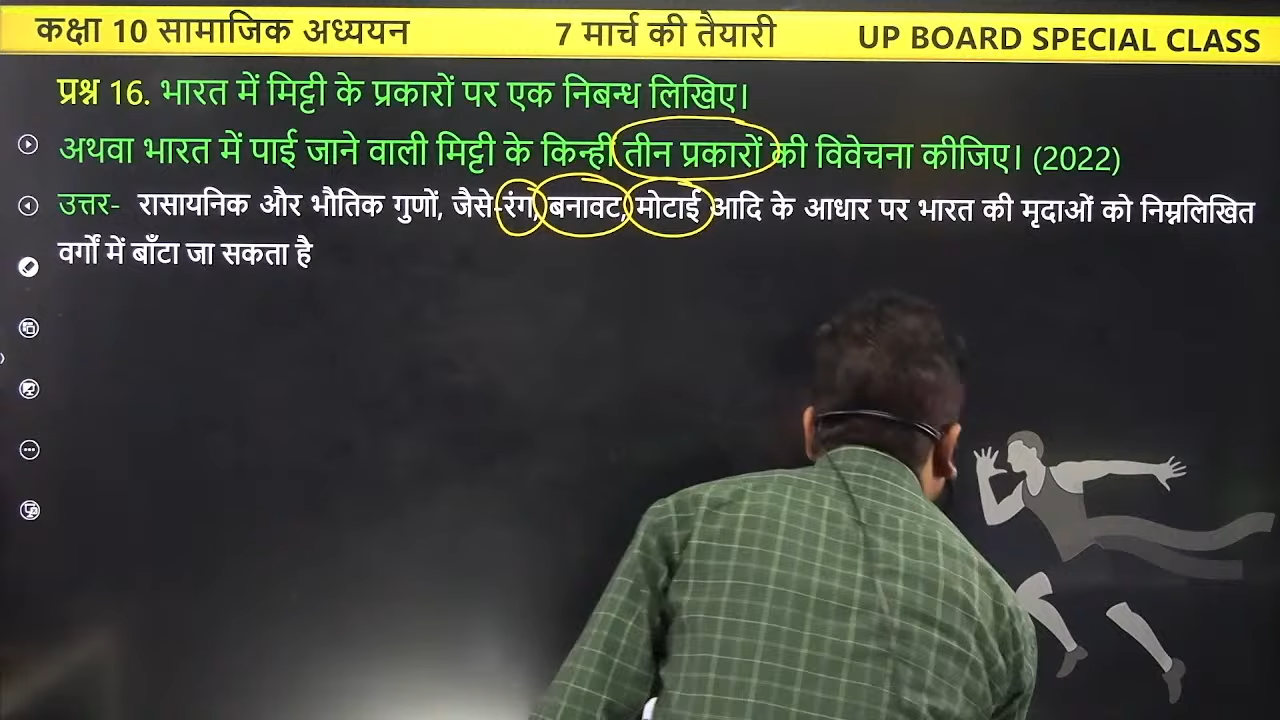 कक्षा 10 सामाजिक अध्ययन 7 मार्च की तैयारी UP BOARD SPECIAL CLASS
प्रश्न 16. भारत में मिट्टी के प्रकारों पर एक निबन्ध लिखिए।
अथवा भारत में पाई जाने वाली मिट्टी के किन्ही तीन प्रकारों की विवेचना कीजिए। (2022)
उत्तर- रासायनिक और भौतिक गुणों, जैसे-रंग, बनावट, मोटाई आदि के आधार पर भारत की मृदाओं को निम्नलिखित
वर्गों में बाँटा जा सकता है